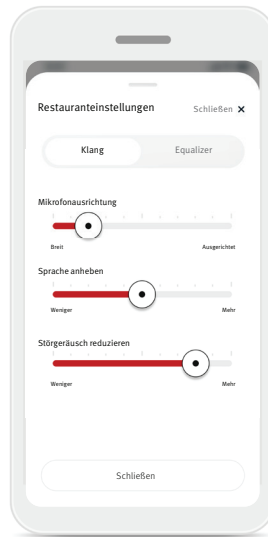 Restauranteinstellungen Schließen ×
Klang Equalizer
Mikrofonausrichtung
Breit Ausgerichtet
Sprache anheben
Weniger Mehr
Störgeräusch reduzieren
Weniger Mehr
Schließen